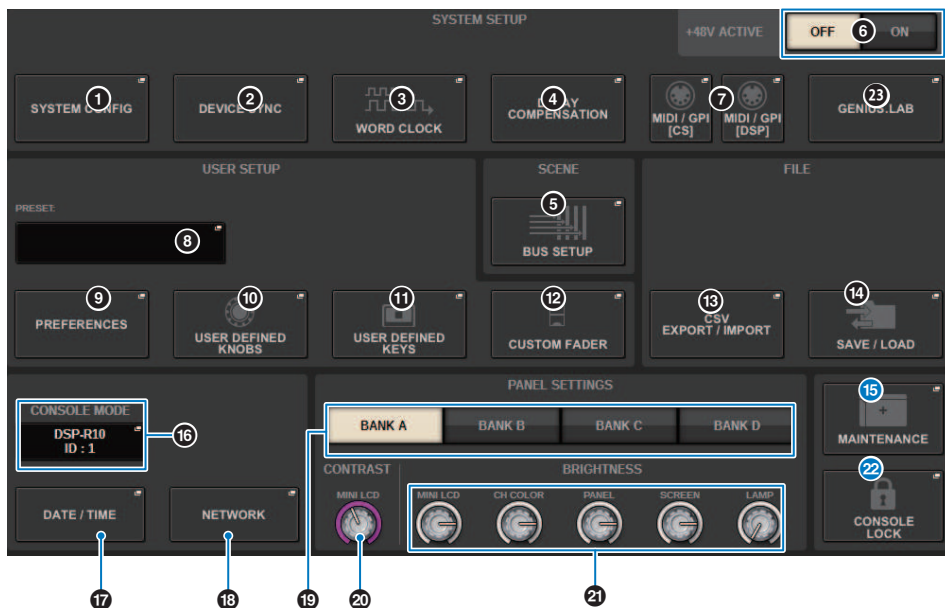 SYSTEM SETUP
+48V ACTIVE
OFF
6
ON
1
SYSTEM CONFIG
2
DEVICE SYNC
3
WORD CLOCK
4
DELAY
COMPENSATION
7
MIDI / GPI
[CS]
MIDI / GPI
[DSP]
23
GENIUS.LAB
USER SETUP
PRESET:
8
SCENE
5
BUS SETUP
FILE
9
PREFERENCES
10
USER DEFINED
KNOBS
11
USER DEFINED
KEYS
12
CUSTOM FADER
13
CSV
EXPORT / IMPORT
14
SAVE / LOAD
CONSOLE MODE
DSP-R10
ID : 1
16
DATE / TIME
NETWORK
PANEL SETTINGS
BANK A
BANK B
BANK C
BANK D
CONTRAST
MINI LCD
BRIGHTNESS
MINI LCD
CH COLOR
PANEL
SCREEN
LAMP
15
MAINTENANCE
22
CONSOLE
LOCK
17
18
19
20
21